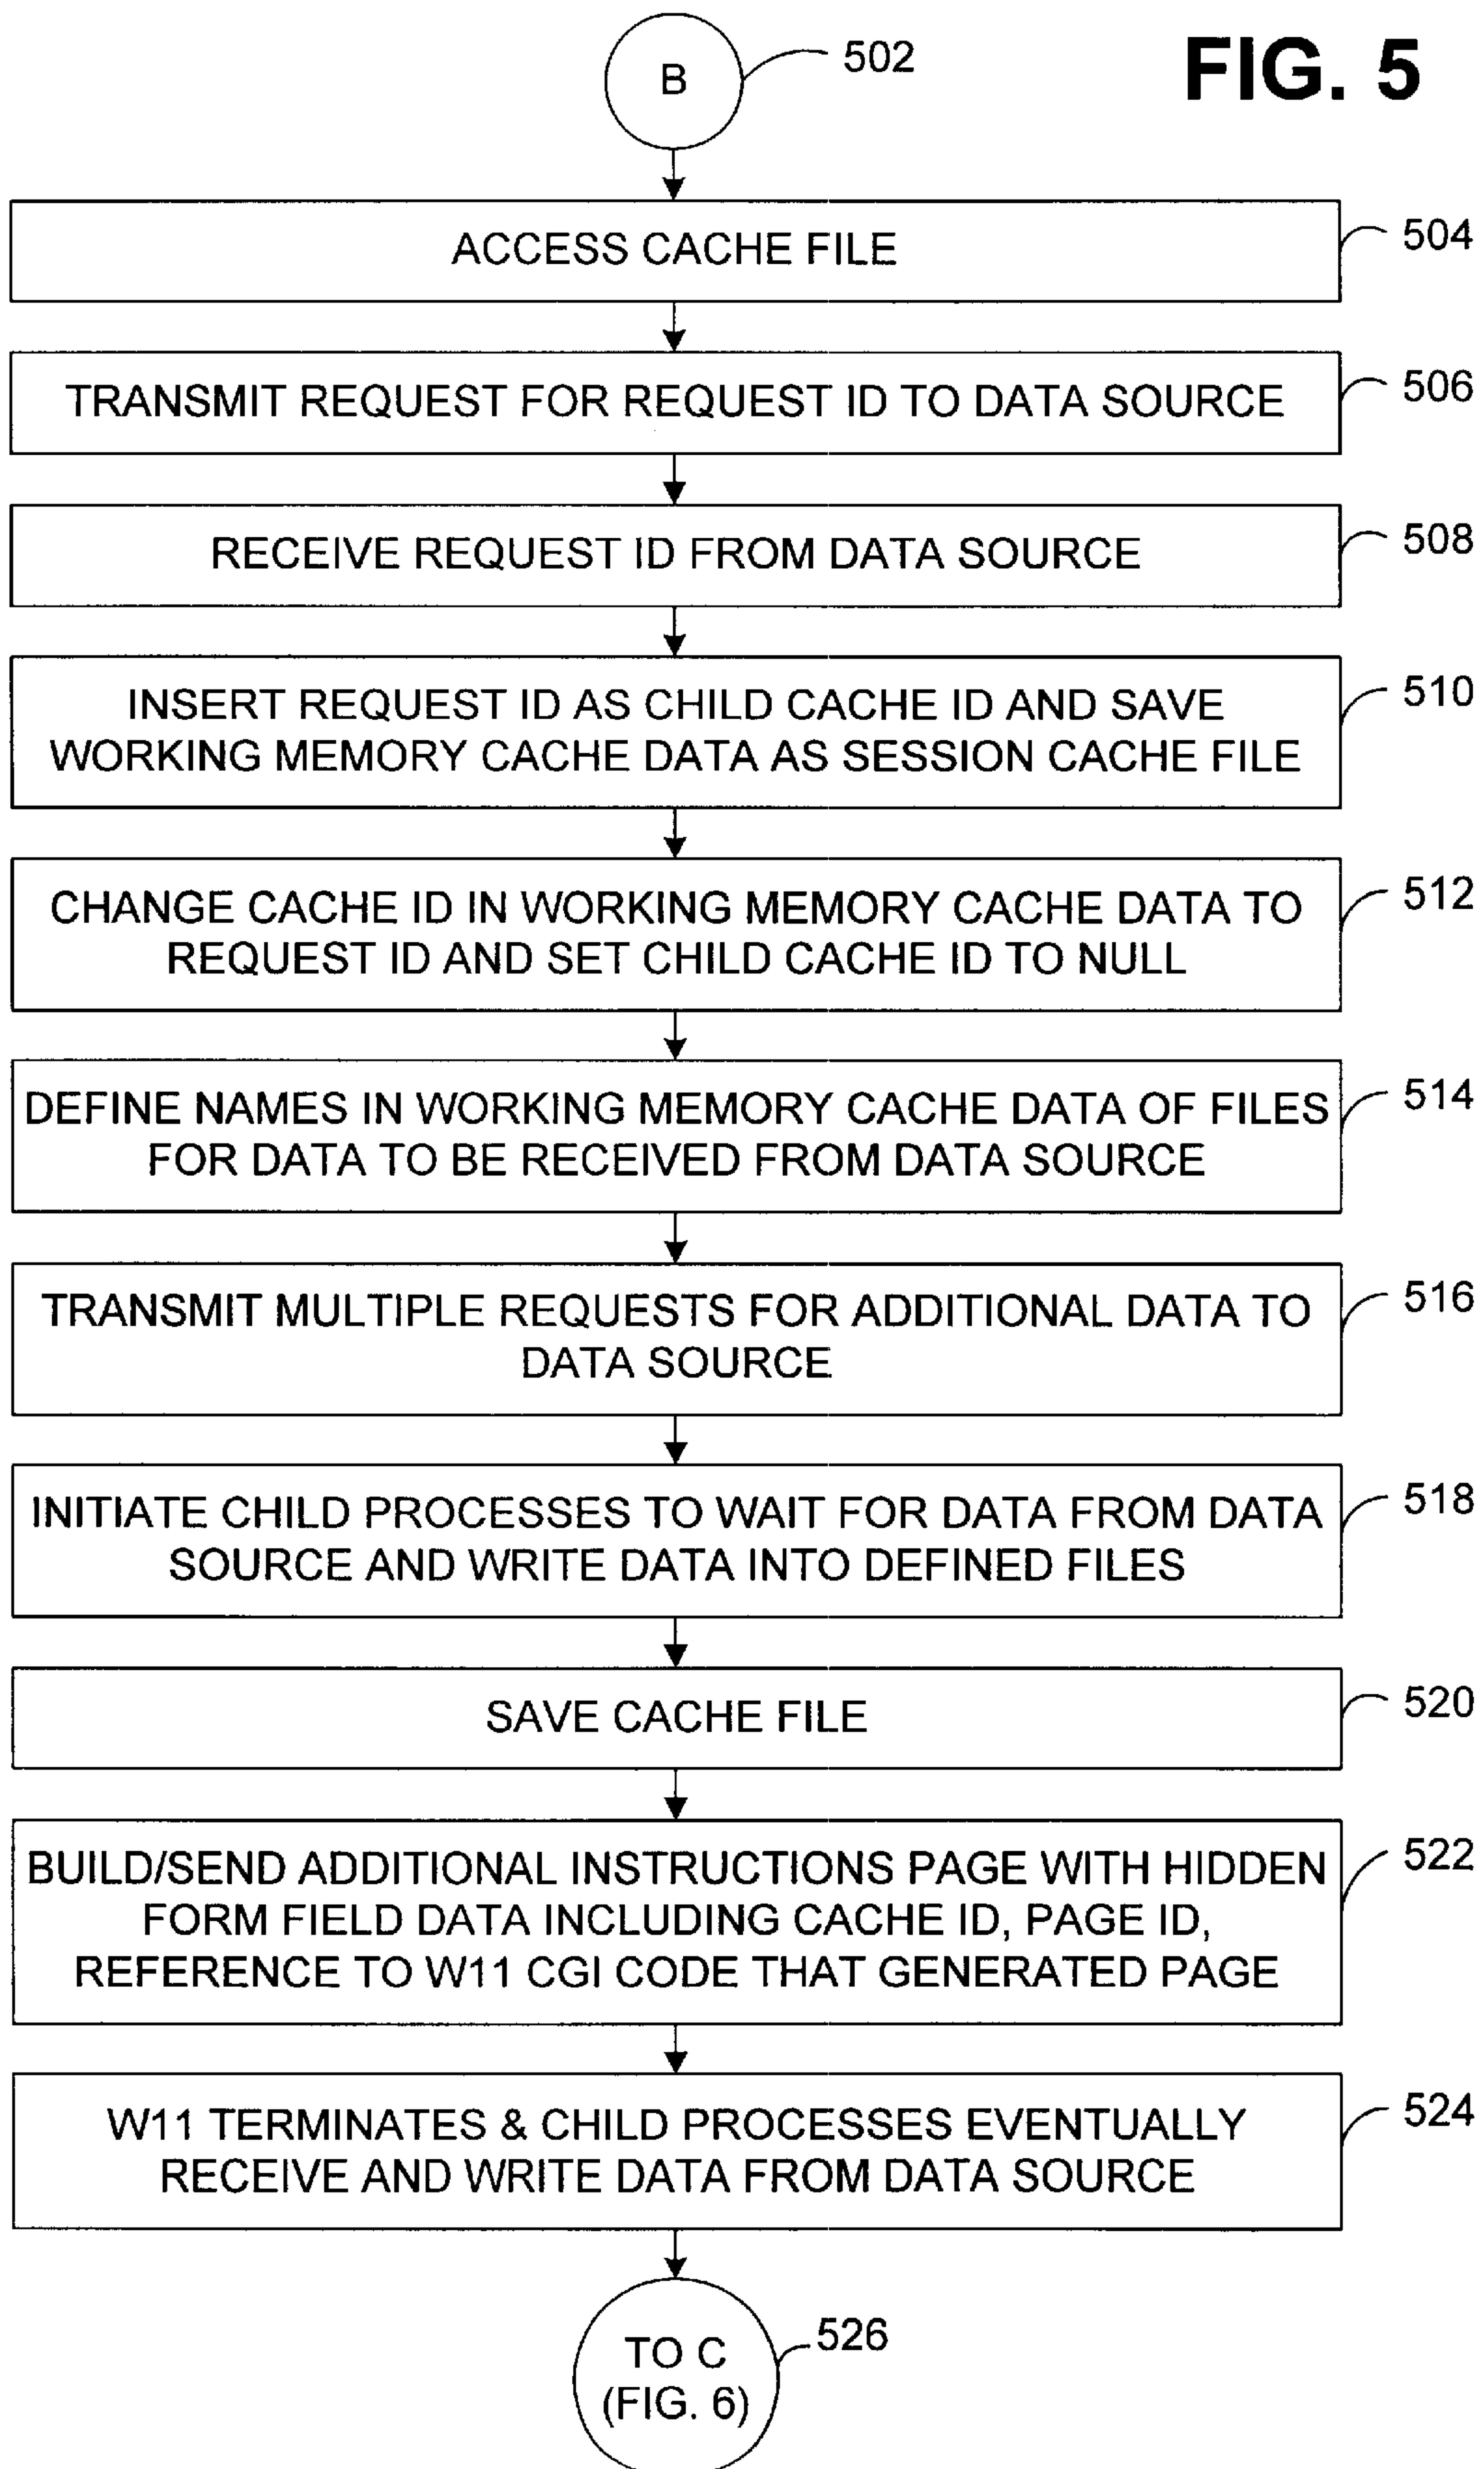 FIG. 5
B
502
ACCESS CACHE FILE
504
TRANSMIT REQUEST FOR REQUEST ID TO DATA SOURCE
506
RECEIVE REQUEST ID FROM DATA SOURCE
508
INSERT REQUEST ID AS CHILD CACHE ID AND SAVE
WORKING MEMORY CACHE DATA AS SESSION CACHE FILE
510
CHANGE CACHE ID IN WORKING MEMORY CACHE DATA TO
REQUEST ID AND SET CHILD CACHE ID TO NULL
512
DEFINE NAMES IN WORKING MEMORY CACHE DATA OF FILES
FOR DATA TO BE RECEIVED FROM DATA SOURCE
514
TRANSMIT MULTIPLE REQUESTS FOR ADDITIONAL DATA TO
DATA SOURCE
516
INITIATE CHILD PROCESSES TO WAIT FOR DATA FROM DATA
SOURCE AND WRITE DATA INTO DEFINED FILES
518
SAVE CACHE FILE
520
BUILD/SEND ADDITIONAL INSTRUCTIONS PAGE WITH HIDDEN
FORM FIELD DATA INCLUDING CACHE ID, PAGE ID,
REFERENCE TO W11 CGI CODE THAT GENERATED PAGE
522
W11 TERMINATES & CHILD PROCESSES EVENTUALLY
RECEIVE AND WRITE DATA FROM DATA SOURCE
524
TO C
(FIG. 6)
526